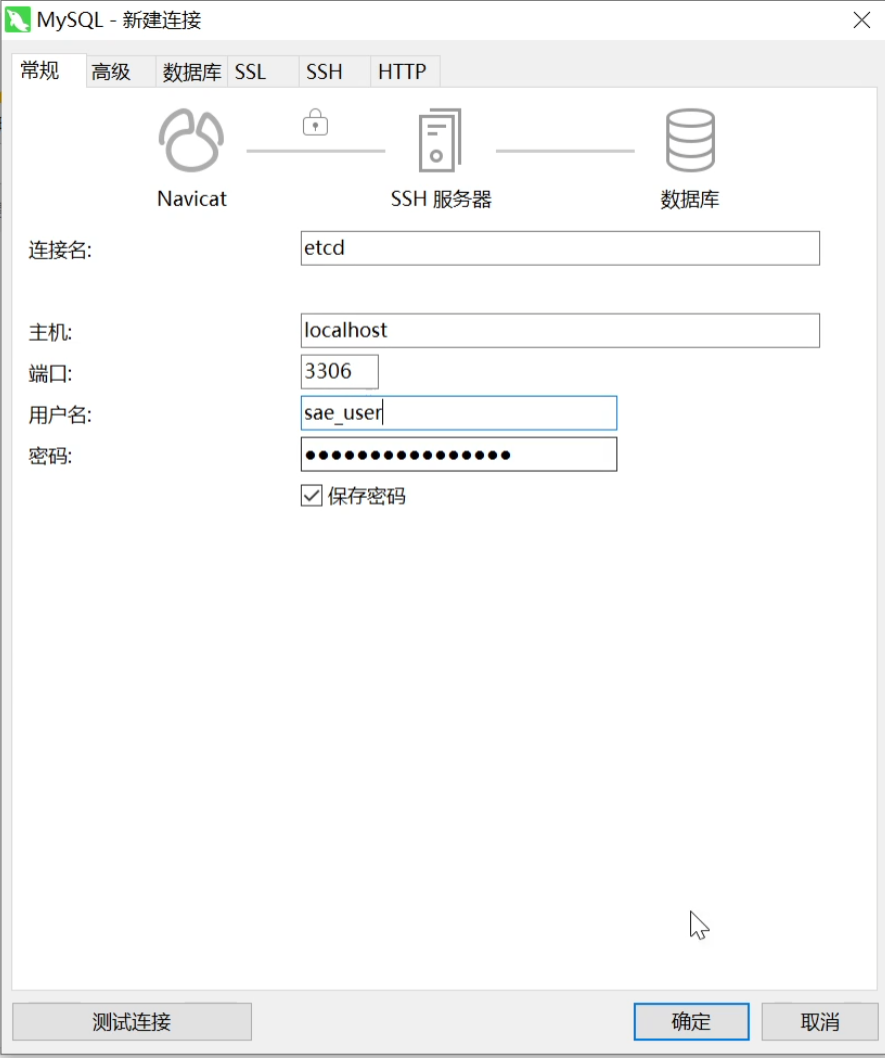 MySQL - 新建连接
常规 高级 数据库 SSL SSH HTTP
Navicat SSH 服务器 数据库
连接名: etcd
主机: localhost
端口: 3306
用户名: sae_user
密码: ●●●●●●●●●●●●●●●●
保存密码
测试连接 确定 取消